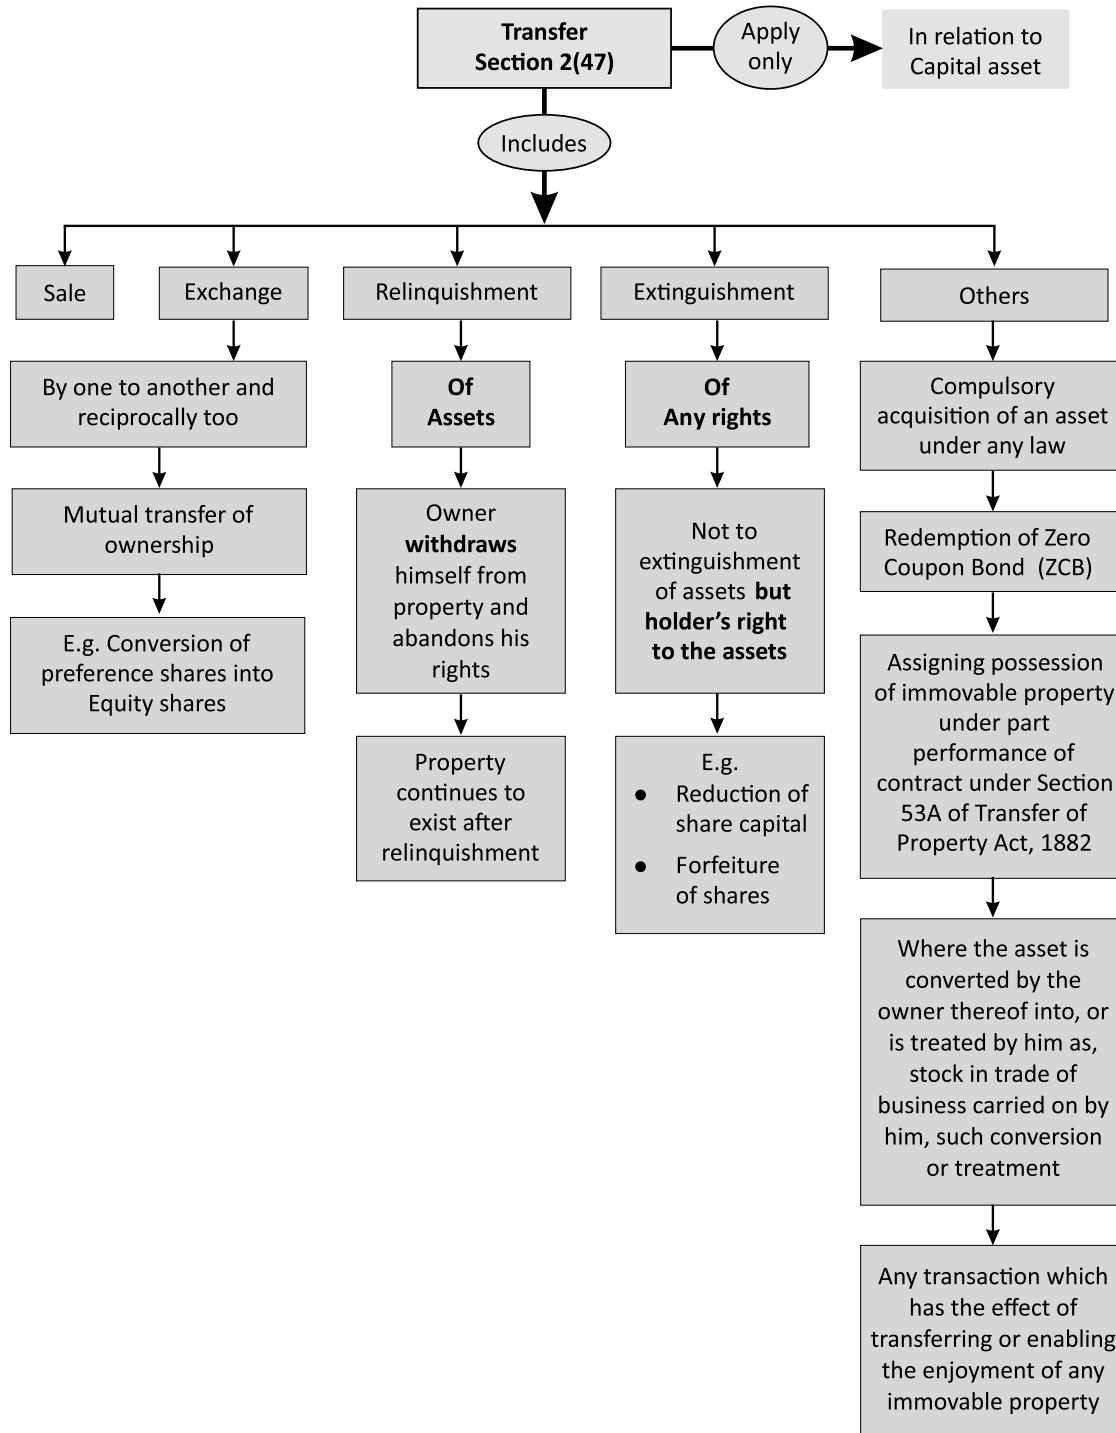 Transfer
Section 2(47)
Apply
only
In relation to
Capital asset
Includes
Sale
Exchange
Relinquishment
Extinguishment
Others
By one to another and
reciprocally too
Mutual transfer of
ownership
E.g. Conversion of
preference shares into
Equity shares
Of
Assets
Owner
withdraws
himself from
property and
abandons his
rights
Property
continues to
exist after
relinquishment
Of
Any rights
Not to
extinguishment
of assets but
holder’s right
to the assets
E.g.
● Reduction of
share capital
● Forfeiture
of shares
Compulsory
acquisition of an asset
under any law
Redemption of Zero
Coupon Bond (ZCB)
Assigning possession
of immovable property
under part
performance of
contract under Section
53A of Transfer of
Property Act, 1882
Where the asset is
converted by the
owner thereof into, or
is treated by him as,
stock in trade of
business carried on by
him, such conversion
or treatment
Any transaction which
has the effect of
transferring or enabling
the enjoyment of any
immovable property